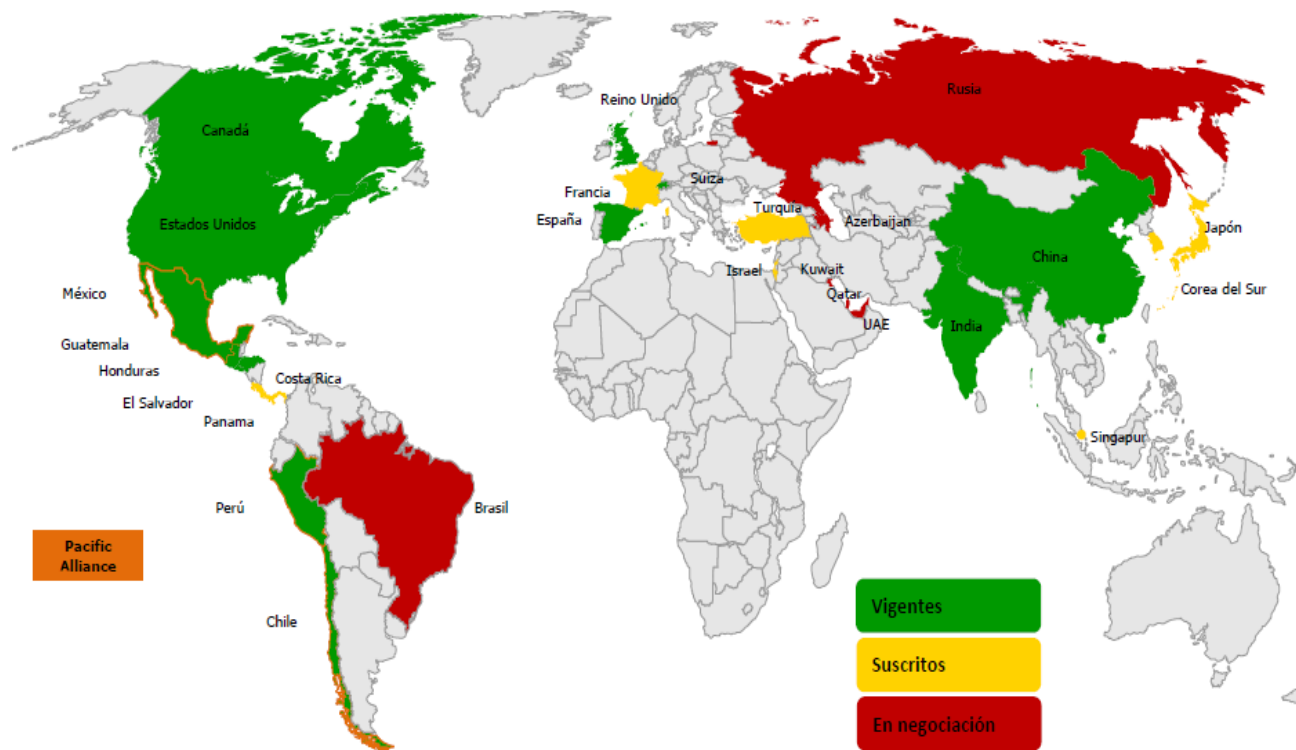 Reino Unido
Rusia
Canadá
Suiza
Francia
Estados Unidos
España
Turquía
Azerbaijan
Japón
China
Israel
Kuwait
México
Qatar
Corea del Sur
UAE
India
Guatemala
Honduras
Costa Rica
El Salvador
Panama
Singapur
Perú
Brasil
Pacific
Alliance
Chile
Vigentes
Suscritos
En negociación